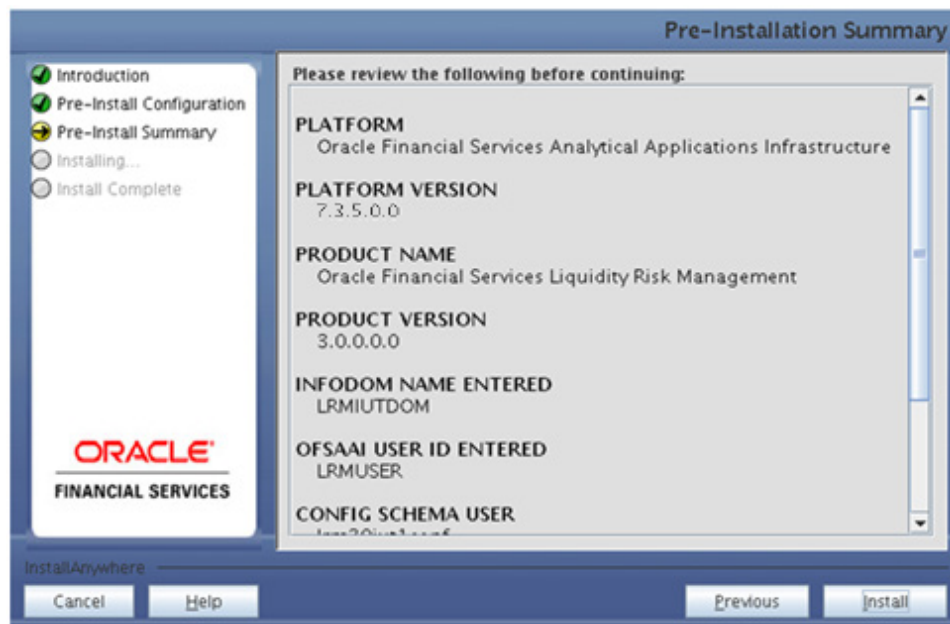 Pre-Installation Summary
Introduction
Pre-Install Configuration
Pre-Install Summary
Installing...
Install Complete
ORACLE
FINANCIAL SERVICES
Please review the following before continuing:
PLATFORM
Oracle Financial Services Analytical Applications Infrastructure
PLATFORM VERSION
7.3.5.0.0
PRODUCT NAME
Oracle Financial Services Liquidity Risk Management
PRODUCT VERSION
3.0.0.0.0
INFODOM NAME ENTERED
LRMIUTDOM
OFSAAI USER ID ENTERED
LRMUSER
CONFIG SCHEMA USER
InstallAnywhere
Cancel
Help
Previous
Install